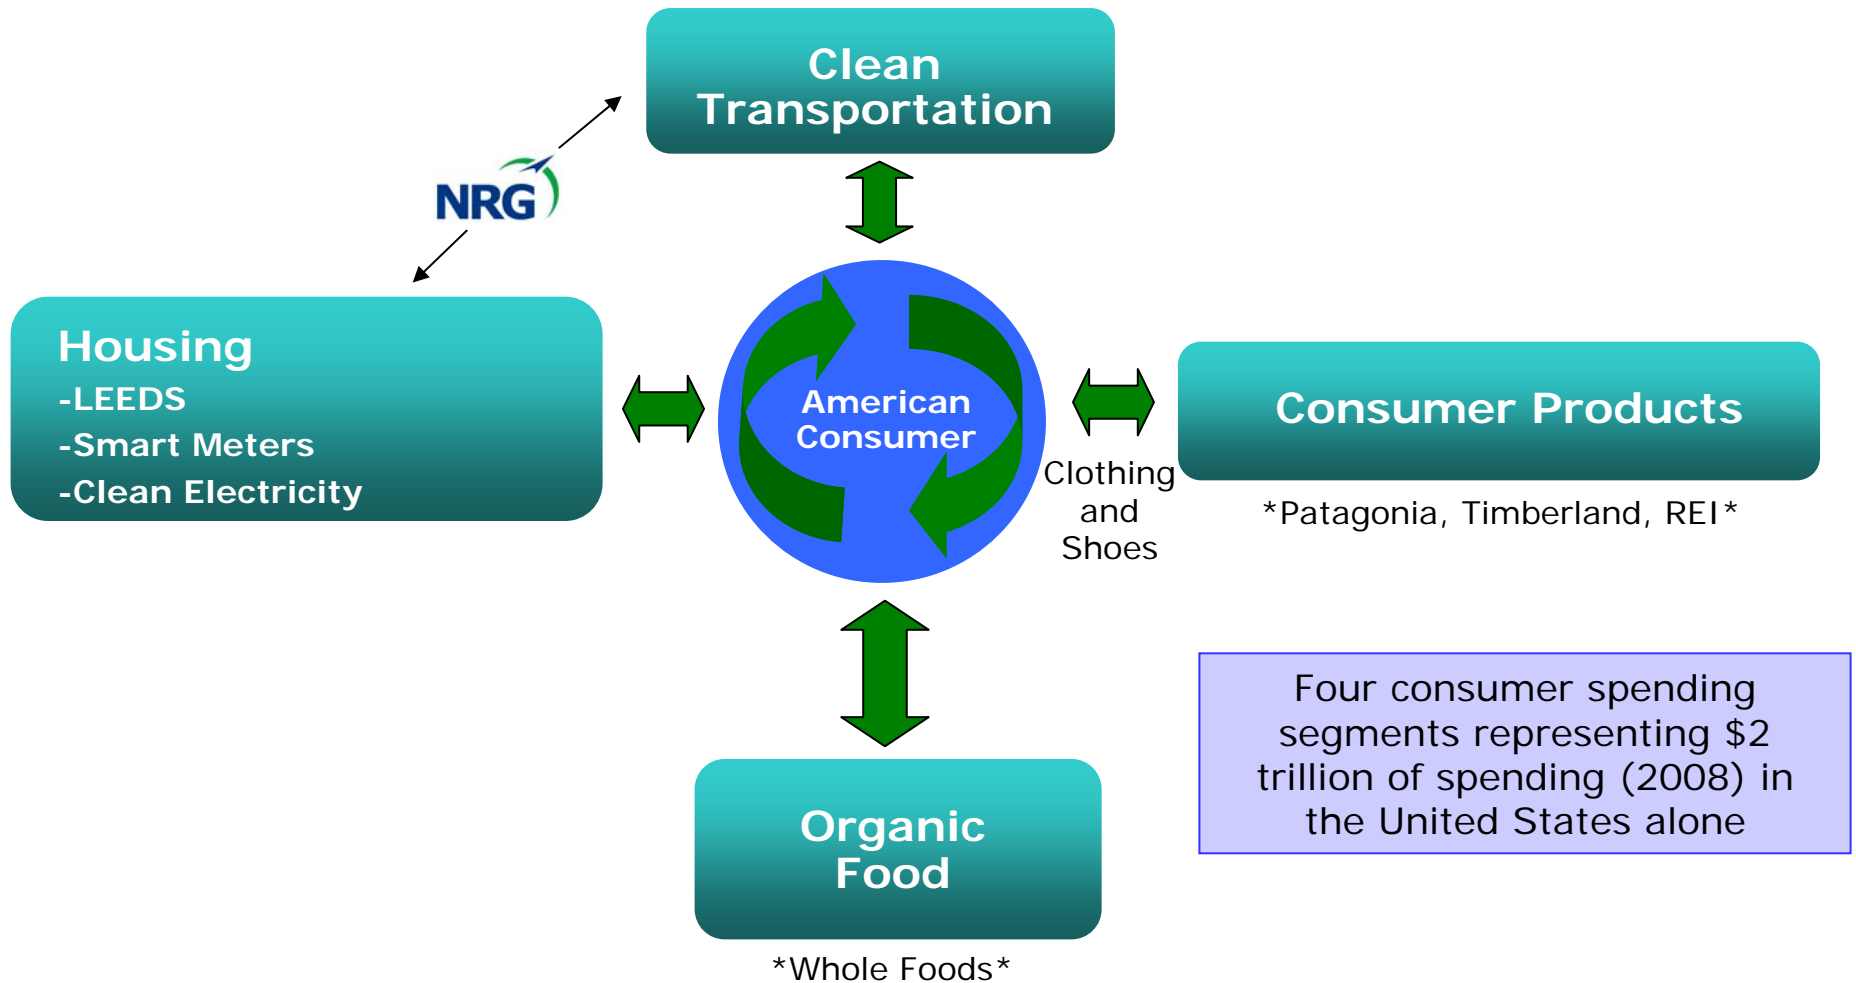 Clean
Transportation
NRG
Housing
-LEEDS
-Smart Meters
-Clean Electricity
American
Consumer
Consumer Products
Clothing
and
Shoes
*Patagonia, Timberland, REI*
Four consumer spending
segments representing $2
trillion of spending (2008) in
the United States alone
Organic
Food
*Whole Foods*